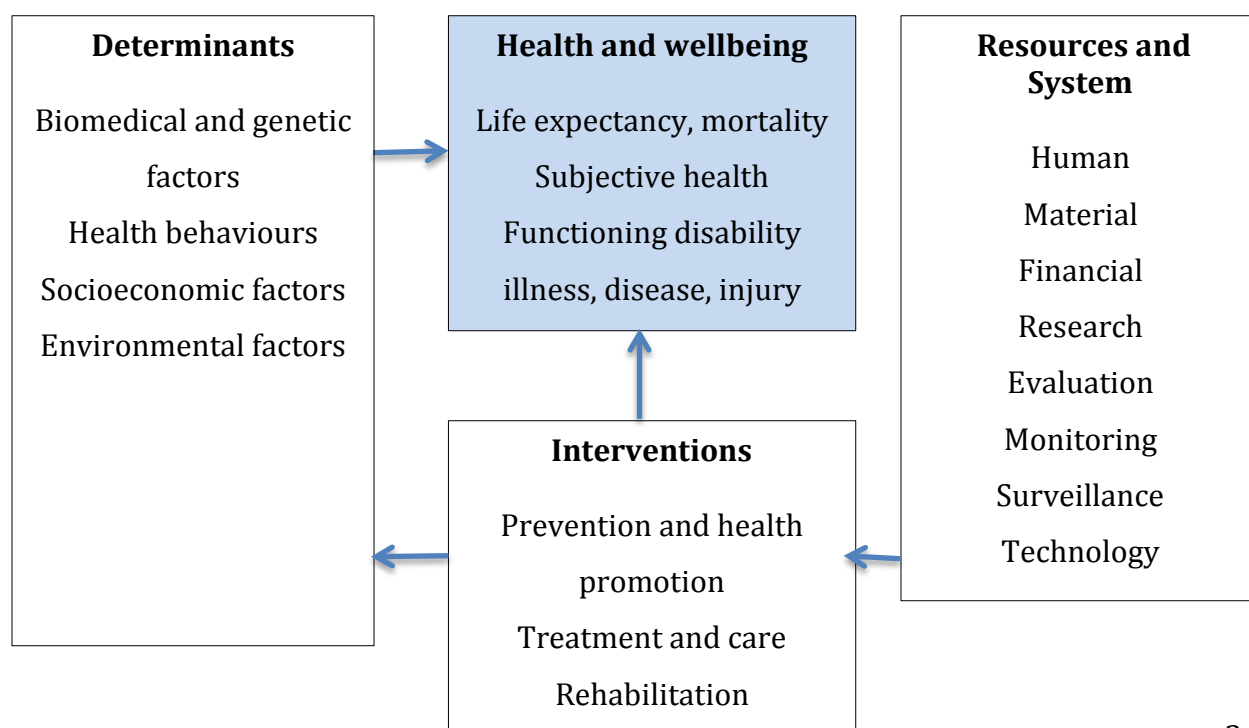 Determinants
Biomedical and genetic
factors
Health behaviours
Socioeconomic factors
Environmental factors
Health and wellbeing
Life expectancy, mortality
Subjective health
Functioning disability
illness, disease, injury
Interventions
Prevention and health
promotion
Treatment and care
Rehabilitation
Resources and
System
Human
Material
Financial
Research
Evaluation
Monitoring
Surveillance
Technology